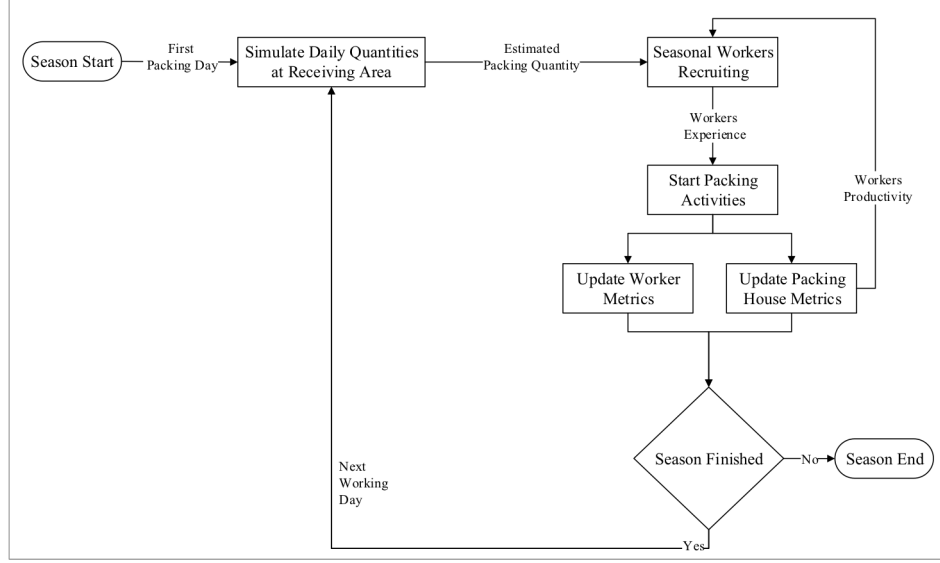 Season Start
First
Packing Day
Simulate Daily Quantities
at Receiving Area
Estimated
Packing Quantity
Seasonal Workers
Recruiting
Workers
Experience
Start Packing
Activities
Workers
Productivity
Update Worker
Metrics
Update Packing
House Metrics
Season Finished
No
Season End
Next
Working
Day
Yes